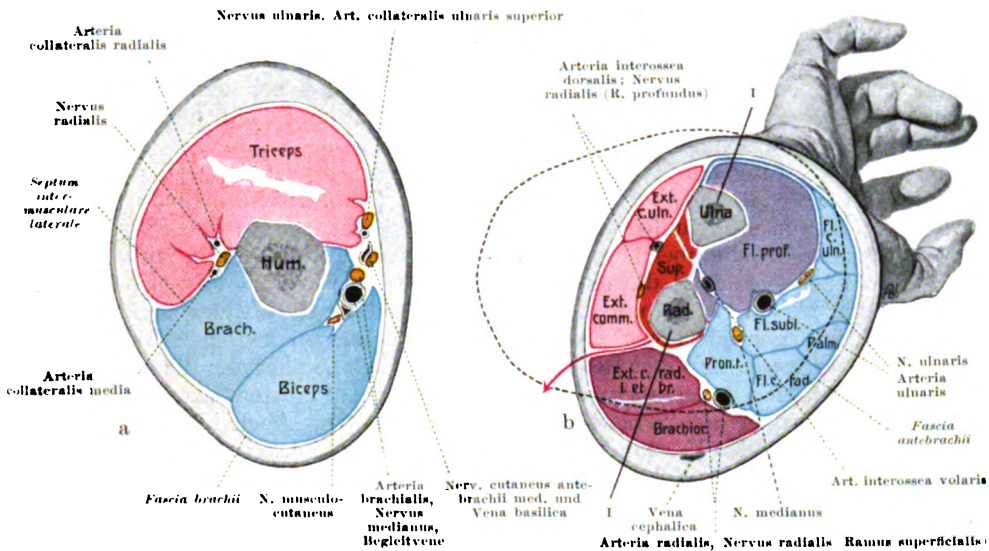 Nervus ulnaris. Art. collateralis ulnaris superior
Arteria
collateralis radialis
Nervus
radialis
Septum
inter-
musculare
laterale
Arteria
collateralis media
a
Triceps
Hum.
Brach.
Biceps
Fascia brachii
N. musculo-
cutaneus
Arteria
brachialis,
Nervus
medianus,
Begleitvene
Nerv. cutaneus ante-
brachii med. und
Vena basilica
Arteria interossea
dorsalis; Nervus
radialis (R. profundus)
I
Ext.
c. uln.
Ulna
Fl. prof.
Fl.
c.
uln.
Sup.
Ext.
comm.
Rad.
Fl. subl.
Palm.
Pron. t.
Fl. c. rad.
Ext. c. rad.
l. et br.
Brachior.
b
N. ulnaris
Arteria
ulnaris
Fascia
antebrachii
Art. interossea volaris
I
Vena
cephalica
N. medianus
Arteria radialis, Nervus radialis Ramus superficialis